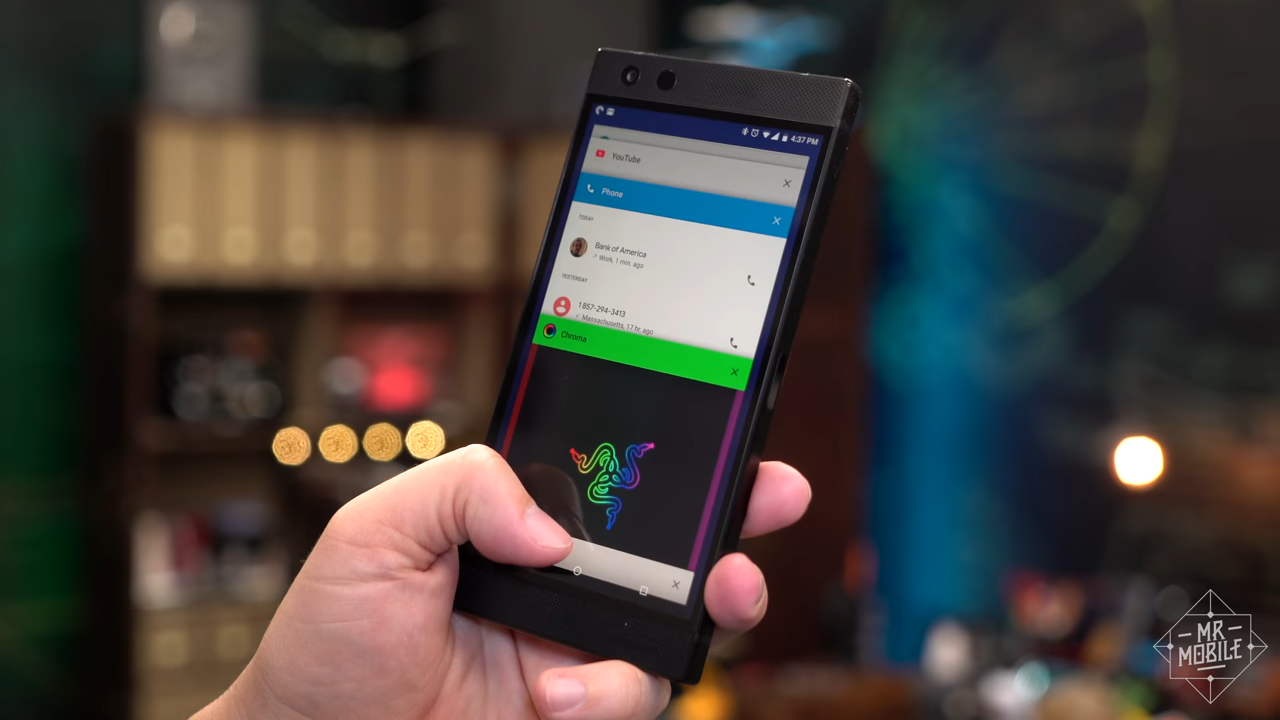 4:37 PM
YouTube
Phone
TODAY
Bank of America
Work, 1 min. ago
YESTERDAY
1 857-294-3413
Massachusetts, 17 hr. ago
Chroma
MR
MOBILE